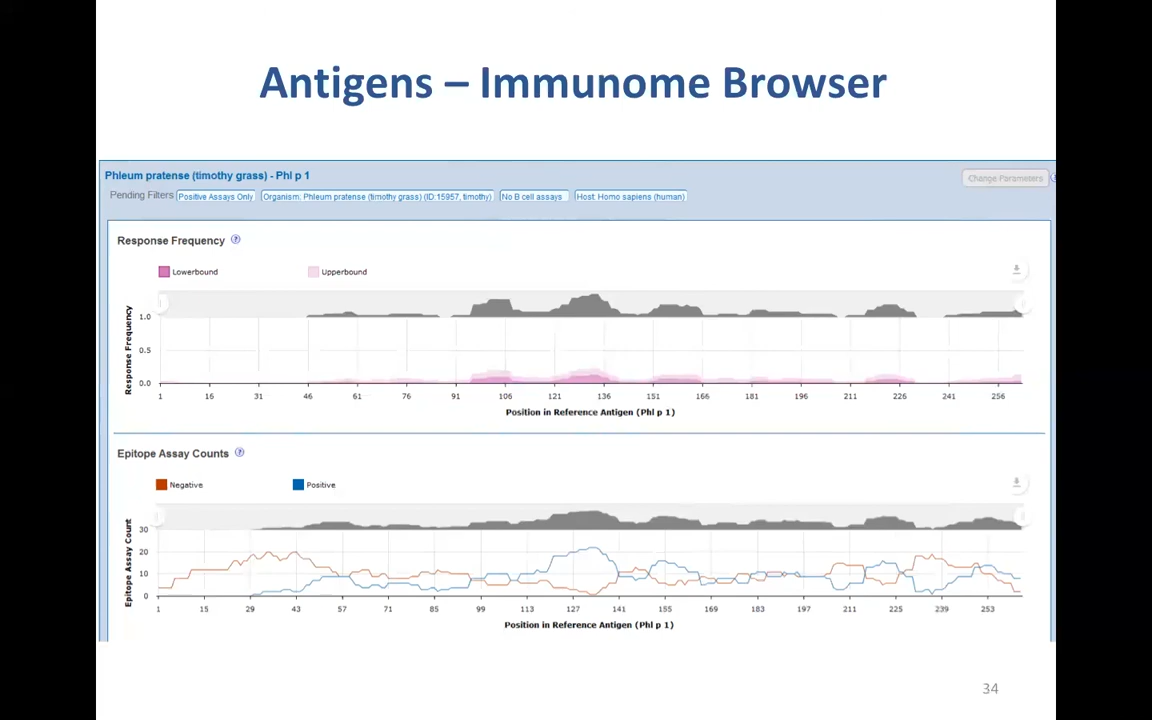 Antigens – Immunome Browser
Phleum pratense (timothy grass) - Phl p 1
Change Parameters
Pending Filters Positive Assays Only Organism: Phleum pratense (timothy grass) (ID:15957, timothy) No B cell assays Host: Homo sapiens (human)
Response Frequency ?
Lowerbound Upperbound
Response Frequency
1.0
0.5
0.0
1 16 31 46 61 76 91 106 121 136 151 166 181 196 211 226 241 256
Position in Reference Antigen (Phl p 1)
Epitope Assay Counts ?
Negative Positive
Epitope Assay Count
30
20
10
0
1 15 29 43 57 71 85 99 113 127 141 155 169 183 197 211 225 239 253
Position in Reference Antigen (Phl p 1)
34